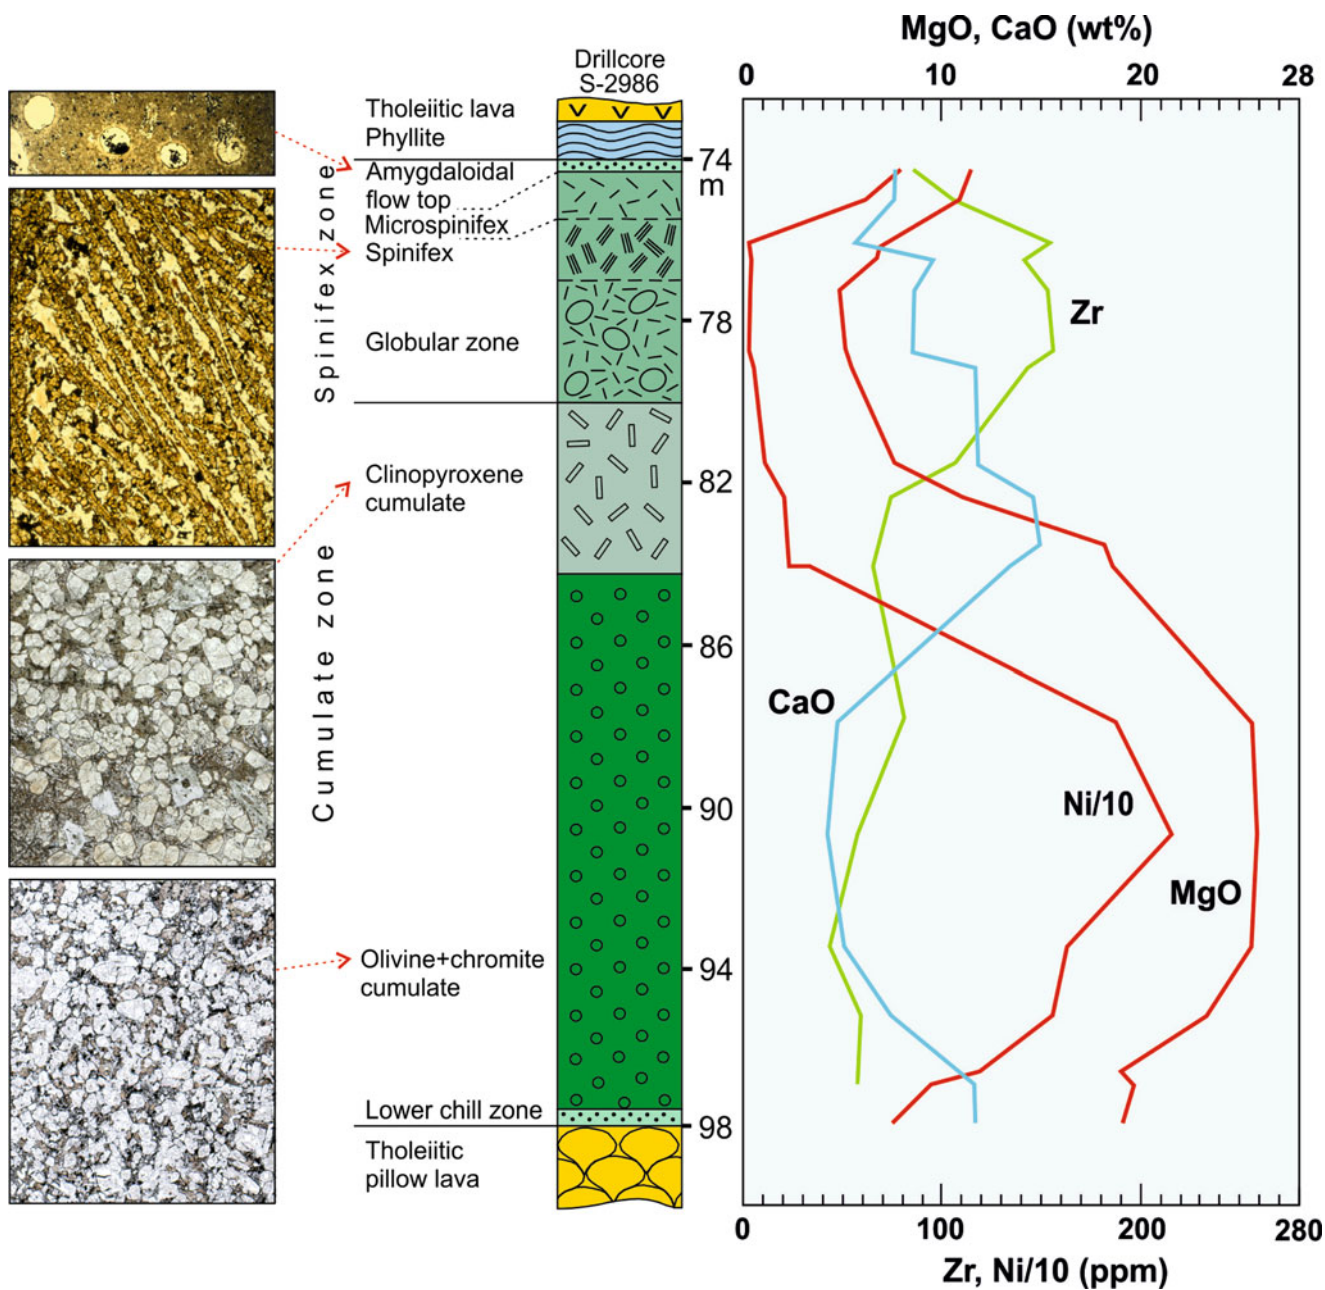 MgO, CaO (wt%)
0 10 20 28
Drillcore
S-2986
Tholeiitic lava
Phyllite
74
m
Amygdaloidal
flow top
Microspinifex
Spinifex
Spinifex zone
Zr
78
Globular zone
Clinopyroxene
cumulate
82
Cumulate zone
86
CaO
Ni/10
90
MgO
Olivine+chromite
cumulate
94
Lower chill zone
98
Tholeiitic
pillow lava
0 100 200 280
Zr, Ni/10 (ppm)